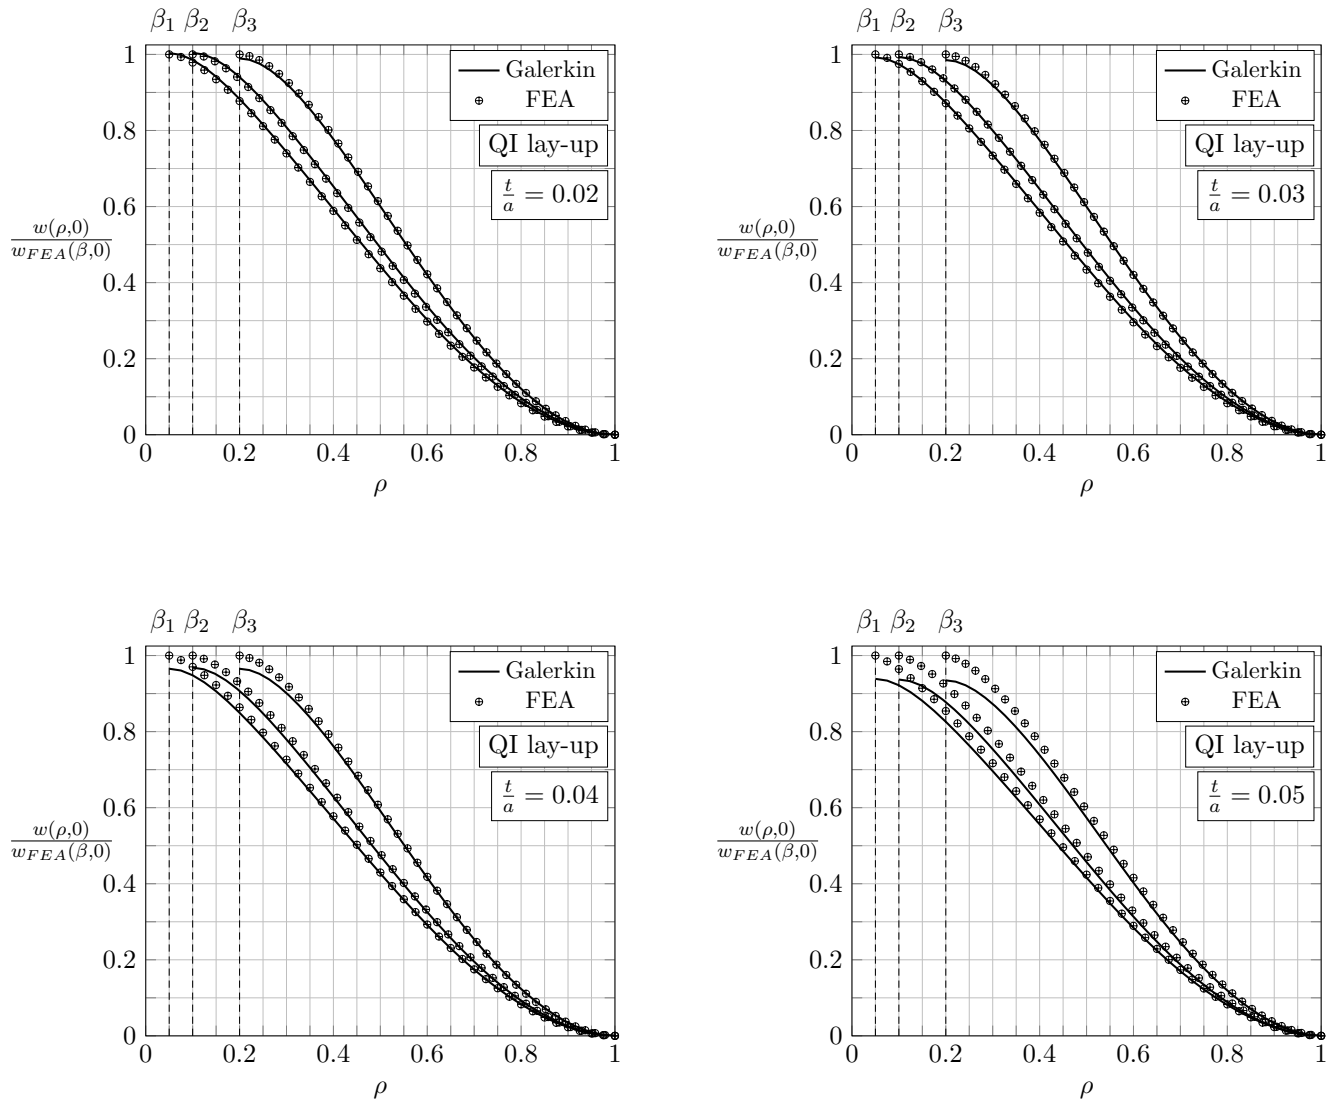 β₁ β₂ β₃
1
0.8
0.6
0.4
0.2
0
w(ρ,0)
w_FEA(β,0)
Galerkin
FEA
QI lay-up
t/a = 0.02
0 0.2 0.4 0.6 0.8 1
ρ
β₁ β₂ β₃
1
0.8
0.6
0.4
0.2
0
w(ρ,0)
w_FEA(β,0)
Galerkin
FEA
QI lay-up
t/a = 0.03
0 0.2 0.4 0.6 0.8 1
ρ
β₁ β₂ β₃
1
0.8
0.6
0.4
0.2
0
w(ρ,0)
w_FEA(β,0)
Galerkin
FEA
QI lay-up
t/a = 0.04
0 0.2 0.4 0.6 0.8 1
ρ
β₁ β₂ β₃
1
0.8
0.6
0.4
0.2
0
w(ρ,0)
w_FEA(β,0)
Galerkin
FEA
QI lay-up
t/a = 0.05
0 0.2 0.4 0.6 0.8 1
ρ